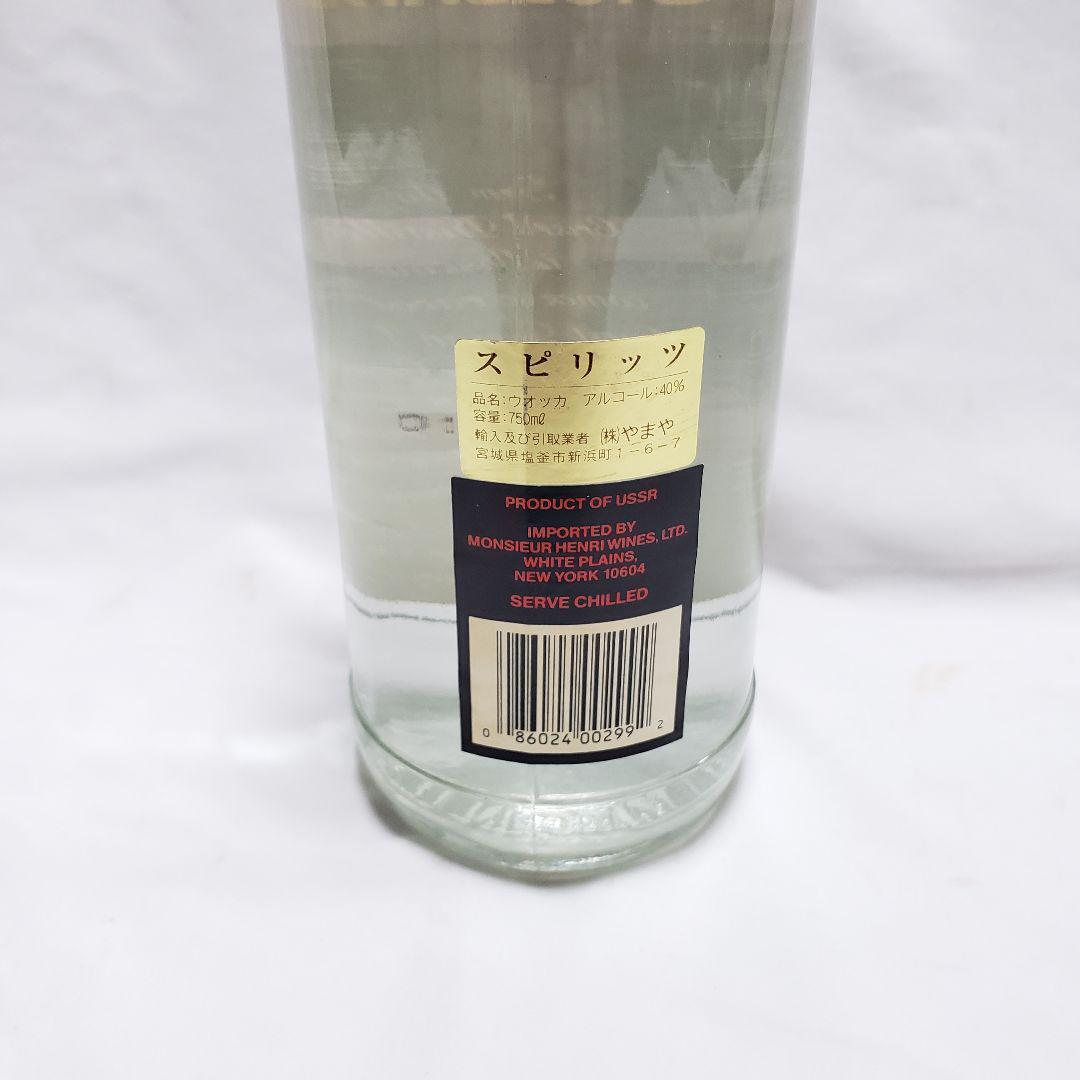 スピリッツ
品名:ウオッカ アルコール:40%
容量:750ml
輸入及び引取業者 (株)やまや
宮城県塩釜市新浜町1-6-7
PRODUCT OF USSR
IMPORTED BY
MONSIEUR HENRI WINES, LTD.
WHITE PLAINS,
NEW YORK 10604
SERVE CHILLED
0 86024 00299 2